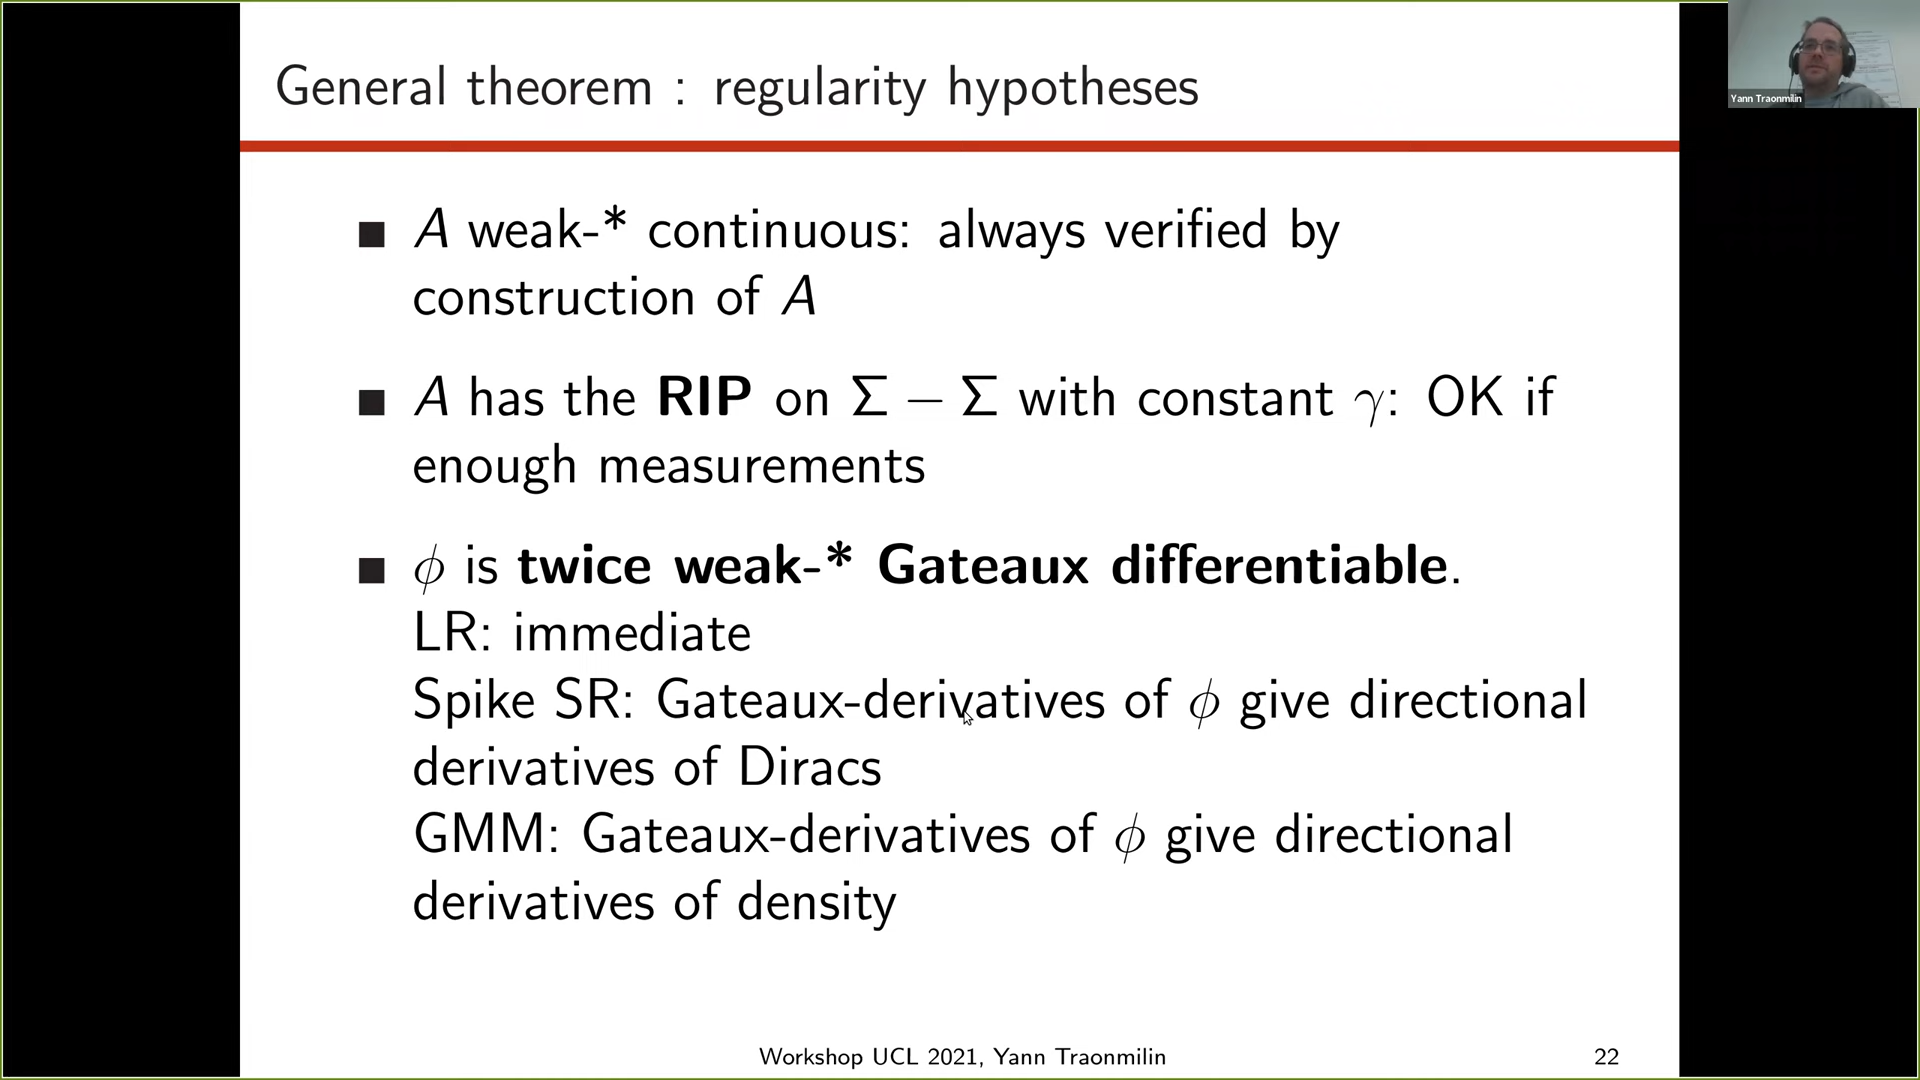 General theorem : regularity hypotheses
Yann Traonmilin
■ A weak-* continuous: always verified by
construction of A
■ A has the RIP on Σ − Σ with constant γ: OK if
enough measurements
■ ϕ is twice weak-* Gateaux differentiable.
LR: immediate
Spike SR: Gateaux-derivatives of ϕ give directional
derivatives of Diracs
GMM: Gateaux-derivatives of ϕ give directional
derivatives of density
Workshop UCL 2021, Yann Traonmilin
22